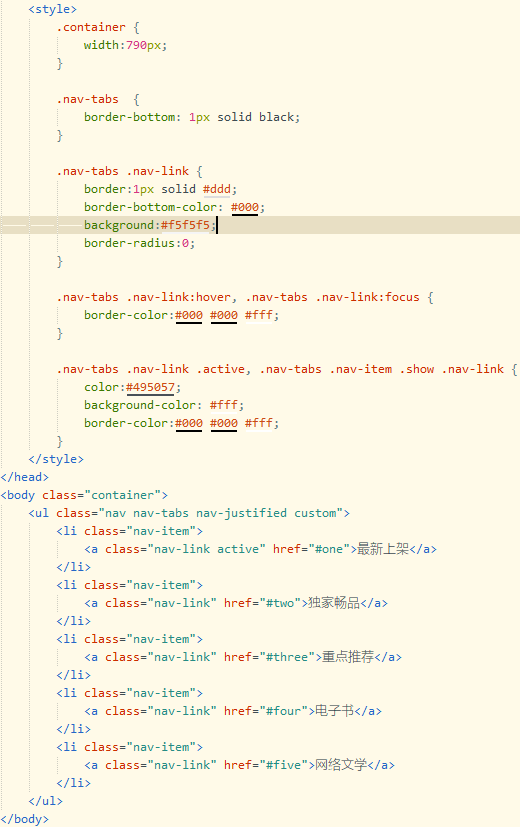 <style>
.container {
width:790px;
}
.nav-tabs  {
border-bottom: 1px solid black;
}
.nav-tabs .nav-link {
border:1px solid #ddd;
border-bottom-color: #000;
background:#f5f5f5;
border-radius:0;
}
.nav-tabs .nav-link:hover, .nav-tabs .nav-link:focus {
border-color:#000 #000 #fff;
}
.nav-tabs .nav-link .active, .nav-tabs .nav-item .show .nav-link {
color:#495057;
background-color: #fff;
border-color:#000 #000 #fff;
}
</style>
</head>
<body class="container">
<ul class="nav nav-tabs nav-justified custom">
<li class="nav-item">
<a class="nav-link active" href="#one">最新上架</a>
</li>
<li class="nav-item">
<a class="nav-link" href="#two">独家畅品</a>
</li>
<li class="nav-item">
<a class="nav-link" href="#three">重点推荐</a>
</li>
<li class="nav-item">
<a class="nav-link" href="#four">电子书</a>
</li>
<li class="nav-item">
<a class="nav-link" href="#five">网络文学</a>
</li>
</ul>
</body>